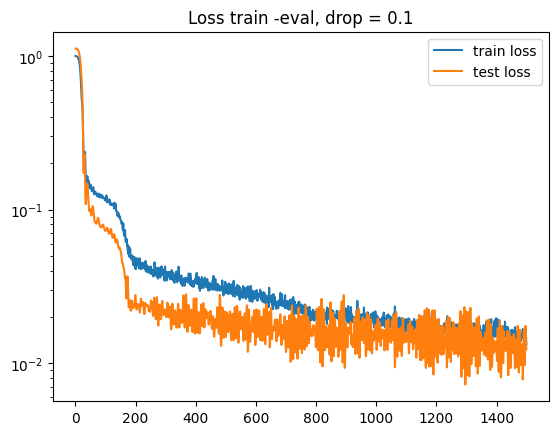 Loss train -eval, drop = 0.1
train loss
test loss
10⁰
10⁻¹
10⁻²
0 200 400 600 800 1000 1200 1400